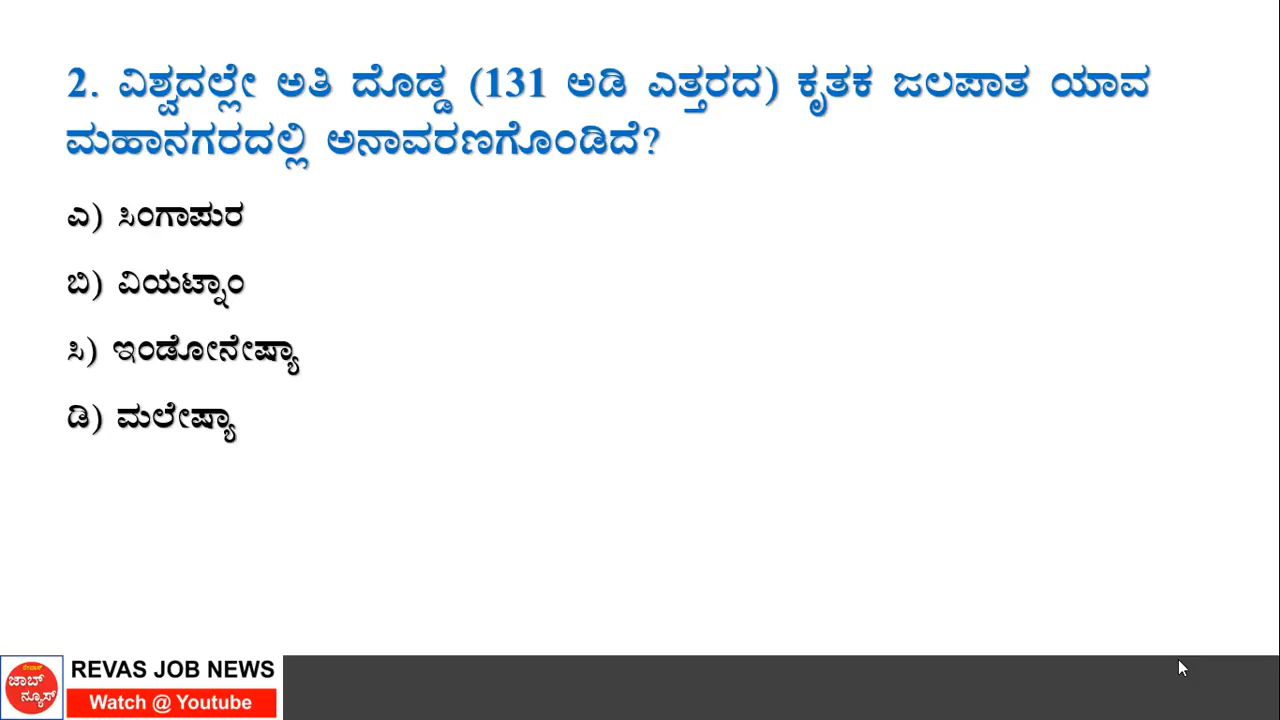 2. ವಿಶ್ವದಲ್ಲೇ ಅತಿ ದೊಡ್ಡ (131 ಅಡಿ ಎತ್ತರದ) ಕೃತಕ ಜಲಪಾತ ಯಾವ
ಮಹಾನಗರದಲ್ಲಿ ಅನಾವರಣಗೊಂಡಿದೆ?
ಎ) ಸಿಂಗಾಪುರ
ಬಿ) ವಿಯಟ್ನಾಂ
ಸಿ) ಇಂಡೋನೇಷ್ಯಾ
ಡಿ) ಮಲೇಷ್ಯಾ
ರೇವಾಸ್
ಜಾಬ್
ನ್ಯೂಸ್
REVAS JOB NEWS
Watch @ Youtube